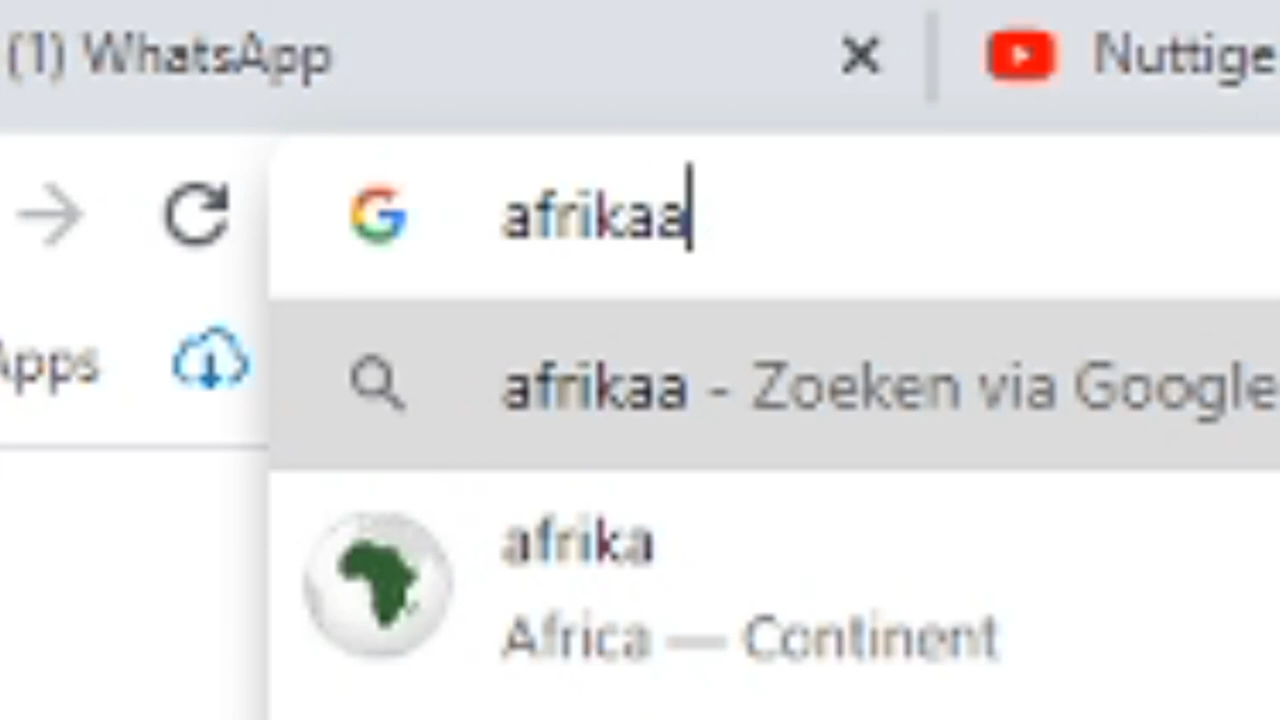 (1) WhatsApp
Nuttige
afrikaa
Apps
afrikaa - Zoeken via Google
afrika
Africa — Continent